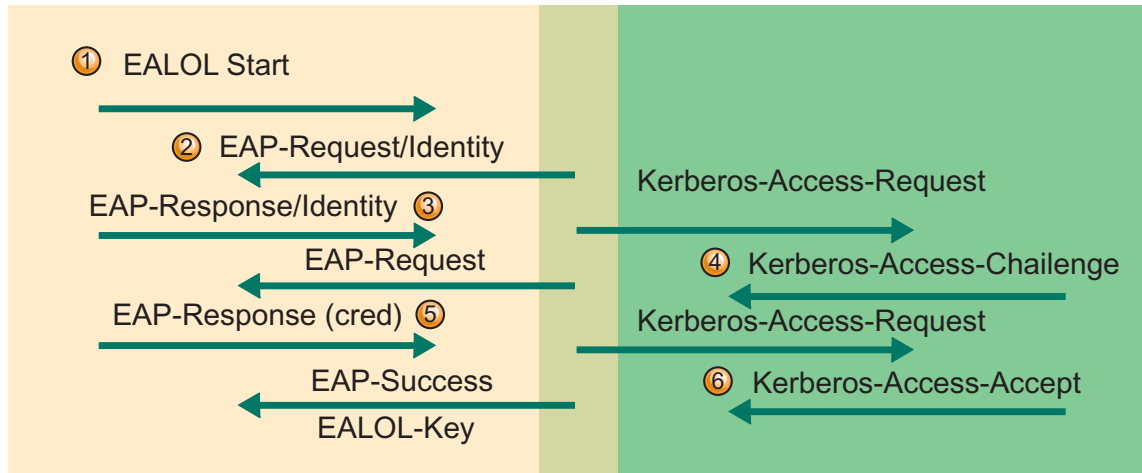 1 EALOL Start
2 EAP-Request/Identity
Kerberos-Access-Request
EAP-Response/Identity 3
EAP-Request
4 Kerberos-Access-Chailenge
EAP-Response (cred) 5
Kerberos-Access-Request
EAP-Success
6 Kerberos-Access-Accept
EALOL-Key